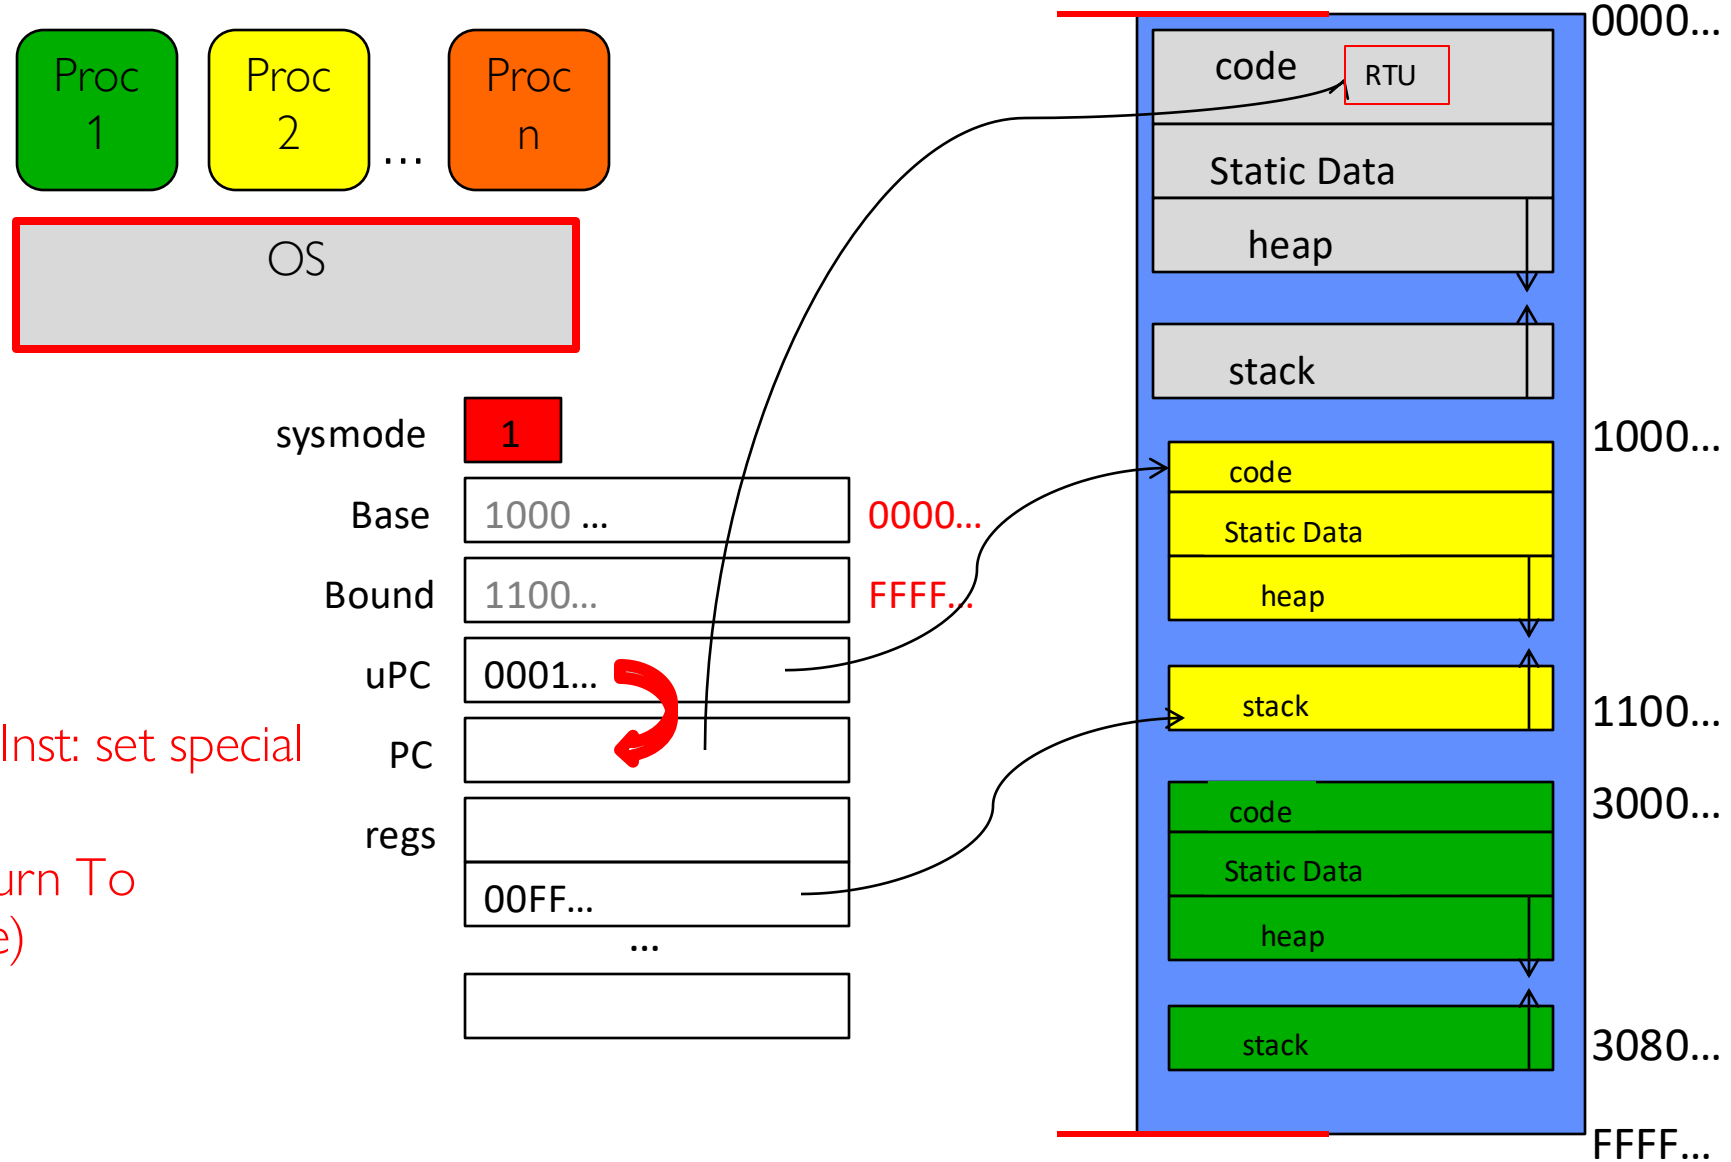 Proc
1
Proc
2
...
Proc
n
OS
sysmode 1
Base 1000 ... 0000...
Bound 1100... FFFF...
uPC 0001...
PC
regs
00FF...
...
Inst: set special
urn To
e)
0000...
code RTU
Static Data
heap
stack
1000...
code
Static Data
heap
stack
1100...
3000...
code
Static Data
heap
stack
3080...
FFFF...